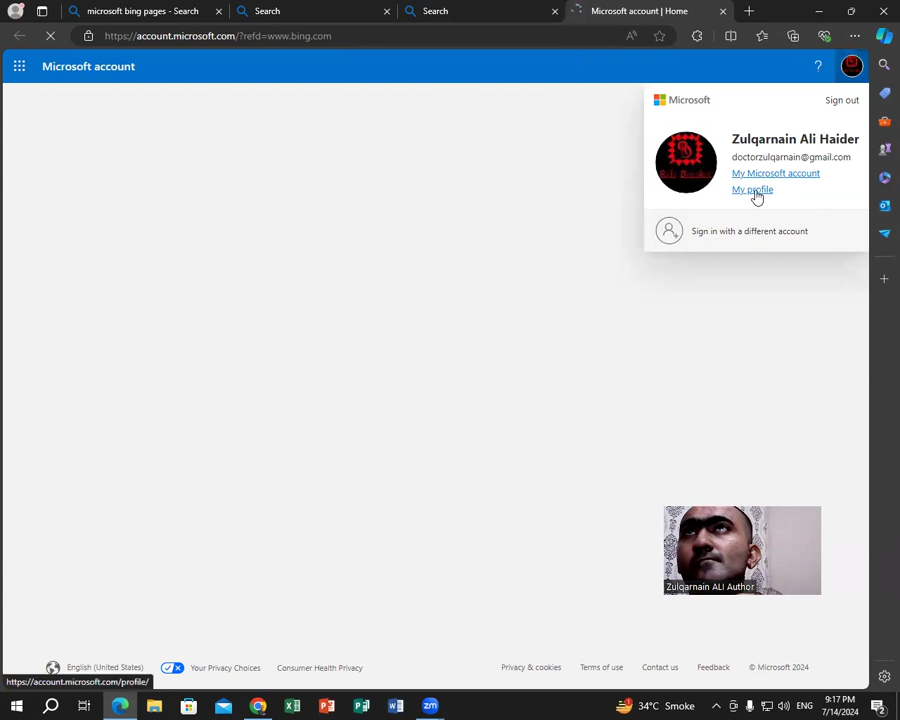 microsoft bing pages - Search
Search
Search
Microsoft account | Home
https://account.microsoft.com/?refd=www.bing.com
Microsoft account
?
Microsoft
Sign out
Zulqarnain Ali Haider
doctorzulqarnain@gmail.com
My Microsoft account
My profile
Sign in with a different account
Zulqarnain ALI Author
English (United States)
Your Privacy Choices
Consumer Health Privacy
Privacy & cookies
Terms of use
Contact us
Feedback
© Microsoft 2024
https://account.microsoft.com/profile/
zm
34°C Smoke
ENG
9:17 PM
7/14/2024
2